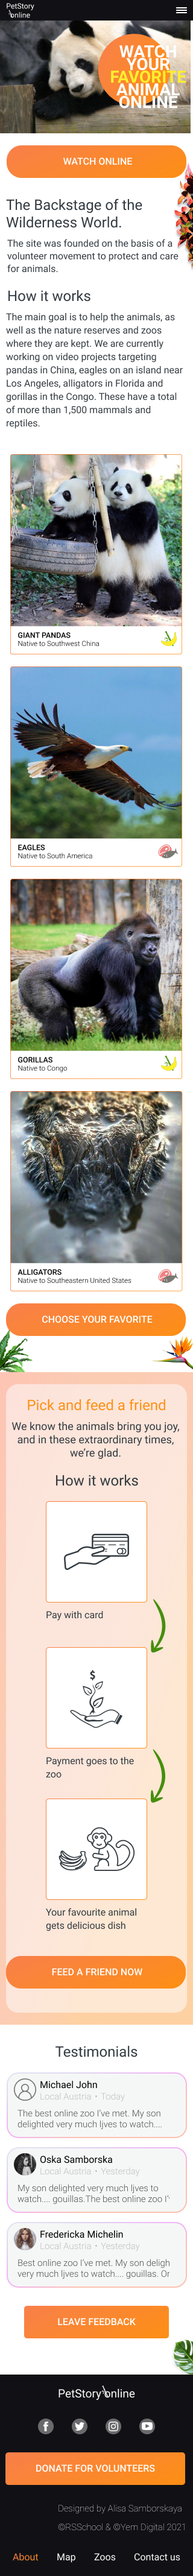 PetStory
online
WATCH
YOUR
FAVORITE
ANIMAL
ONLINE
WATCH ONLINE
The Backstage of the
Wilderness World.
The site was founded on the basis of a
volunteer movement to protect and care
for animals.
How it works
The main goal is to help the animals, as
well as the nature reserves and zoos
where they are kept. We are currently
working on video projects targeting
pandas in China, eagles on an island near
Los Angeles, alligators in Florida and
gorillas in the Congo. These have a total
of more than 1,500 mammals and
reptiles.
GIANT PANDAS
Native to Southwest China
EAGLES
Native to South America
GORILLAS
Native to Congo
ALLIGATORS
Native to Southeastern United States
CHOOSE YOUR FAVORITE
Pick and feed a friend
We know the animals bring you joy,
and in these extraordinary times,
we're glad.
How it works
Pay with card
$
Payment goes to the
zoo
Your favourite animal
gets delicious dish
FEED A FRIEND NOW
Testimonials
Michael John
Local Austria • Today
The best online zoo I've met. My son
delighted very much ljves to watch....
Oska Samborska
Local Austria • Yesterday
My son delighted very much ljves to
watch.... gouillas.The best online zoo I'
Fredericka Michelin
Local Austria • Yesterday
Best online zoo I've met. My son deligh
very much ljves to watch.... gouillas. Or
LEAVE FEEDBACK
PetStory online
DONATE FOR VOLUNTEERS
Designed by Alisa Samborskaya
©RSSchool & ©Yem Digital 2021
About Map Zoos Contact us